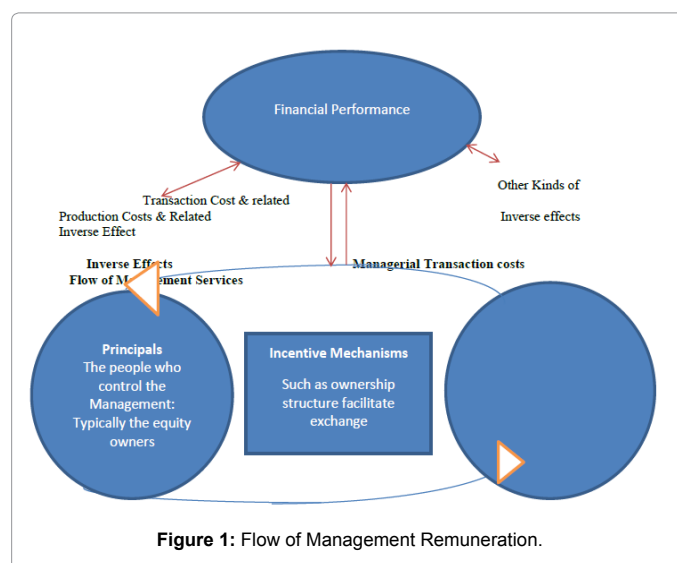 Financial Performance
Other Kinds of
Transaction Cost & related
Production Costs & Related
Inverse effects
Inverse Effect
Inverse Effects
Managerial Transaction costs
Flow of Management Services
Principals
The people who
control the
Management:
Typically the equity
owners
Incentive Mechanisms
Such as ownership
structure facilitate
exchange
Figure 1: Flow of Management Remuneration.